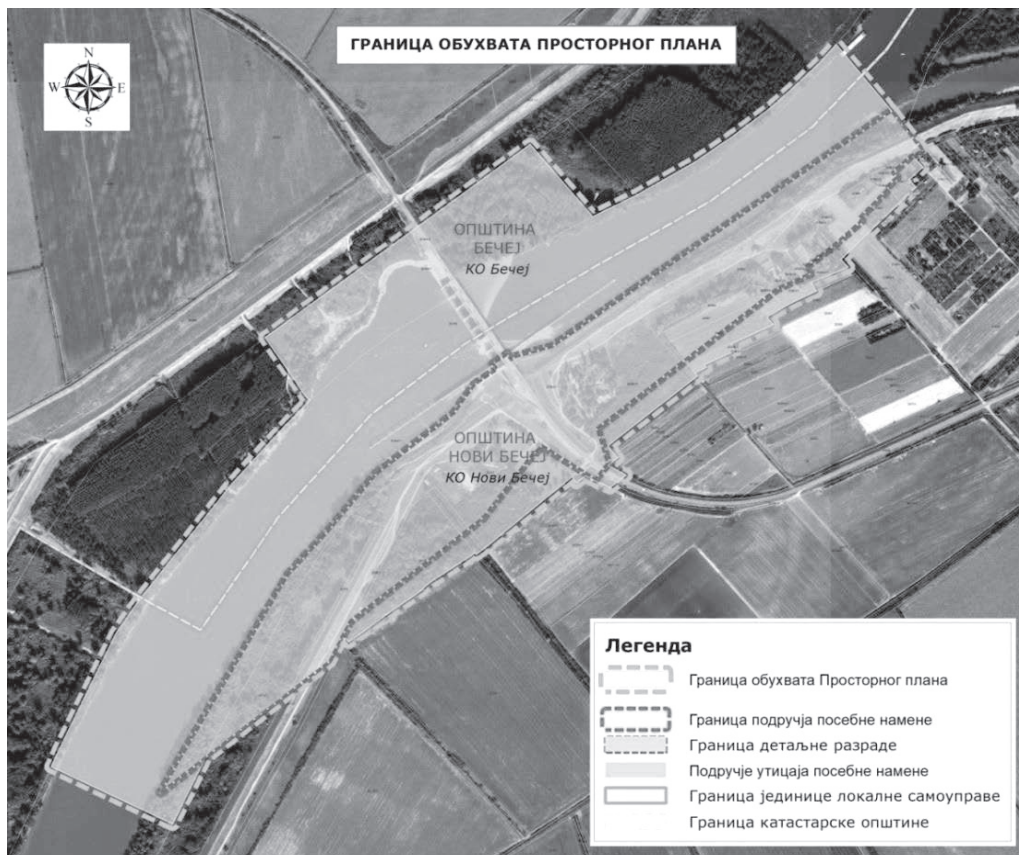 ГРАНИЦА ОБУХВАТА ПРОСТОРНОГ ПЛАНА
N
W E
S
ОПШТИНА
БЕЧЕЈ
КО Бечеј
ОПШТИНА
НОВИ БЕЧЕЈ
КО Нови Бечеј
Легенда
Граница обухвата Просторног плана
Граница подручја посебне намене
Граница детаљне разраде
Подручје утицаја посебне намене
Граница јединице локалне самоуправе
Граница катастарске општине